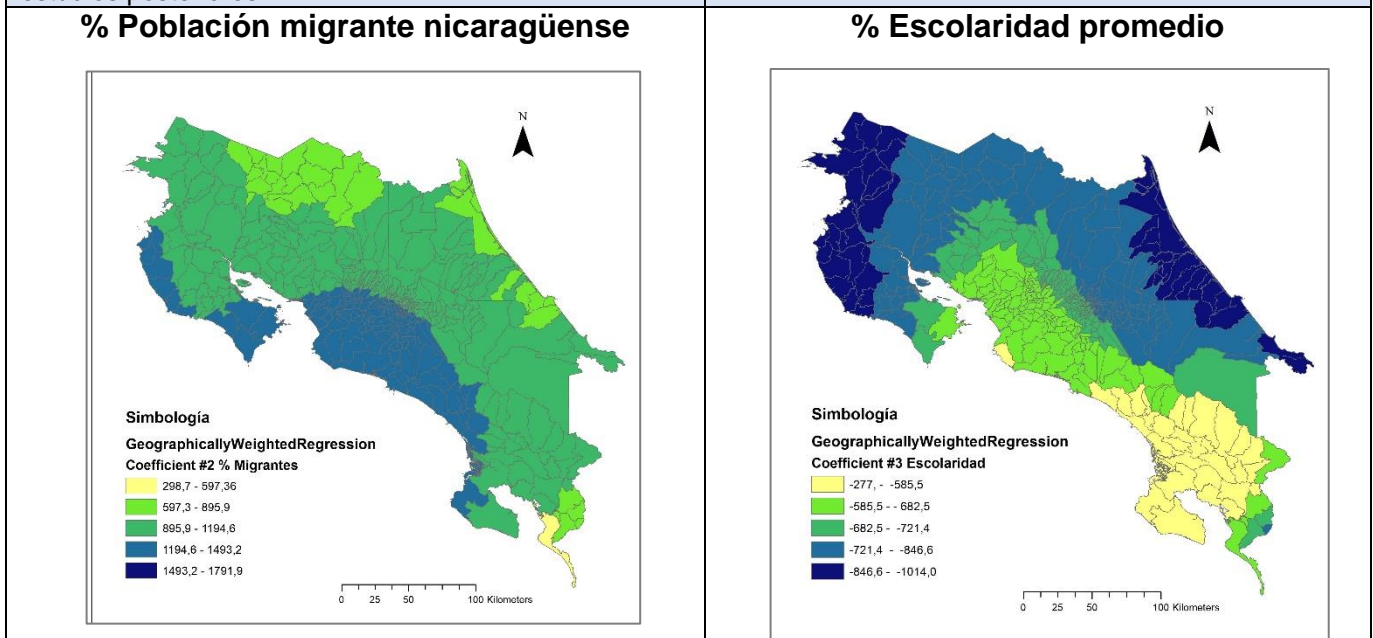 % Población migrante nicaragüense
N
Simbología
GeographicallyWeightedRegression
Coefficient #2 % Migrantes
298,7 - 597,36
597,3 - 895,9
895,9 - 1194,6
1194,6 - 1493,2
1493,2 - 1791,9
0 25 50 100 Kilometers
% Escolaridad promedio
N
Simbología
GeographicallyWeightedRegression
Coefficient #3 Escolaridad
-277, - -585,5
-585,5 - - 682,5
-682,5 - -721,4
-721,4 - -846,6
-846,6 - -1014,0
0 25 50 100 Kilometers